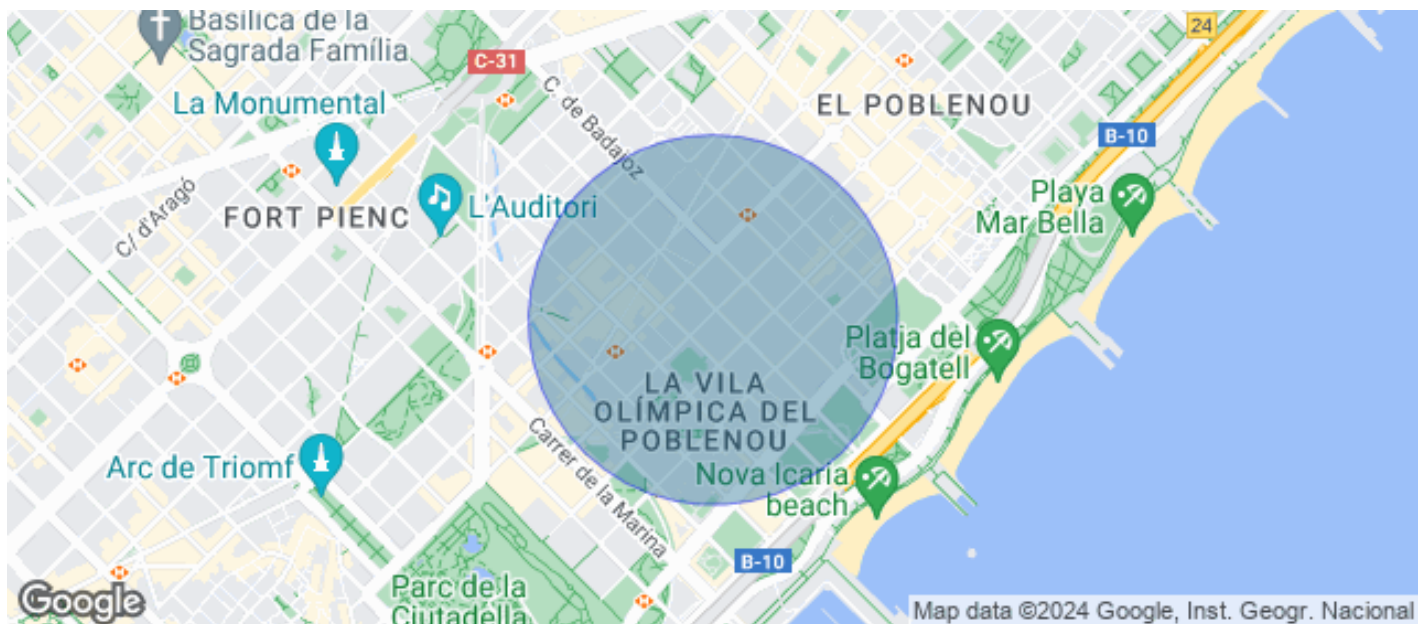 Basílica de la
Sagrada Família
24
C-31
La Monumental
C. de Badajoz
EL POBLENOU
B-10
C/ d'Aragó
FORT PIENC
L'Auditori
Playa
Mar Bella
Platja del
Bogatell
LA VILA
OLÍMPICA DEL
POBLENOU
Carrer de la Marina
Arc de Triomf
Nova Icaria
beach
B-10
Parc de la
Ciutadella
Google
Map data ©2024 Google, Inst. Geogr. Nacional